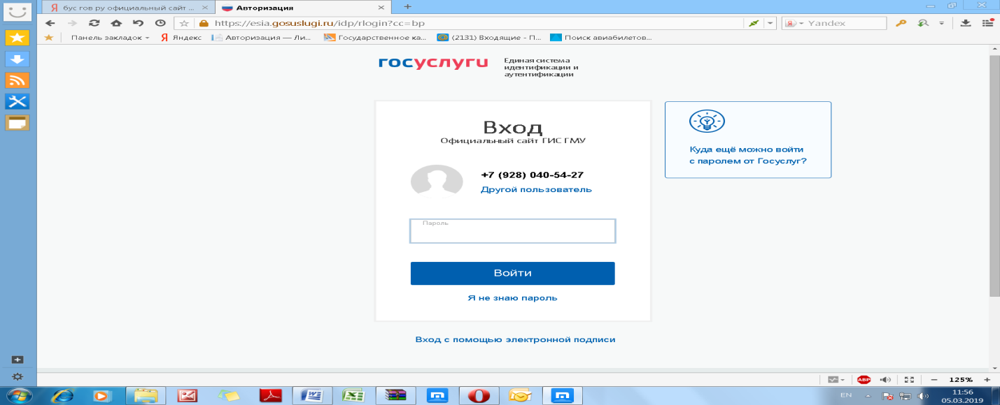 бус гов ру официальный сайт ...
Авторизация
https://esia.gosuslugi.ru/idp/rlogin?cc=bp
Yandex
Панель закладок
Яндекс
Авторизация — Ли...
Государственное ка...
(2131) Входящие - П...
Поиск авиабилетов...
госуслуги
Единая система
идентификации и
аутентификации
Вход
Официальный сайт ГИС ГМУ
+7 (928) 040-54-27
Другой пользователь
Пароль
Войти
Я не знаю пароль
Вход с помощью электронной подписи
Куда ещё можно войти
с паролем от Госуслуг?
ABP
125%
EN
11:56
05.03.2019